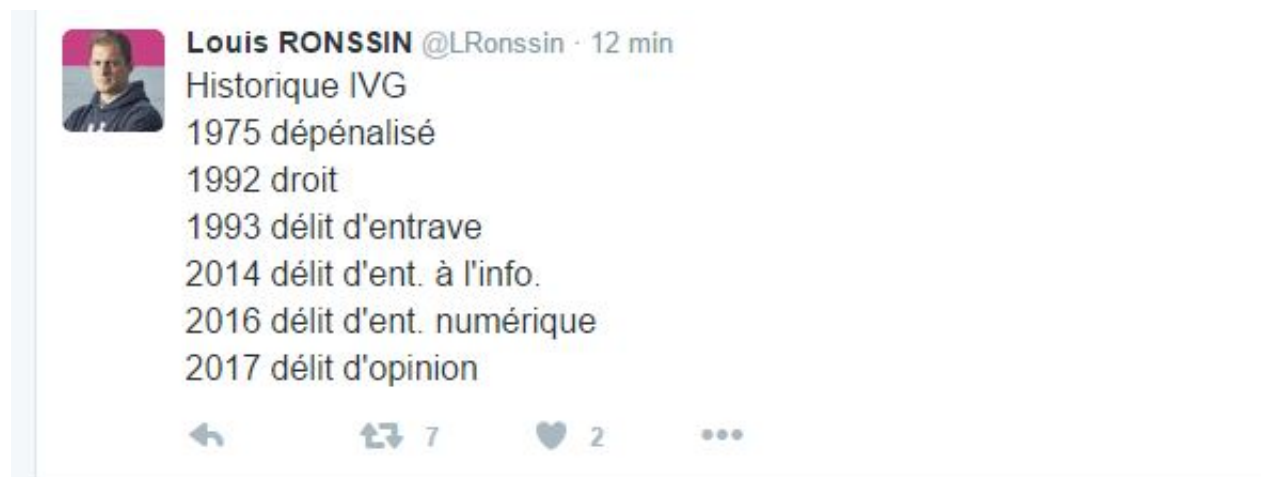 Louis RONSSIN @LRonssin · 12 min
Historique IVG
1975 dépénalisé
1992 droit
1993 délit d'entrave
2014 délit d'ent. à l'info.
2016 délit d'ent. numérique
2017 délit d'opinion
7 2